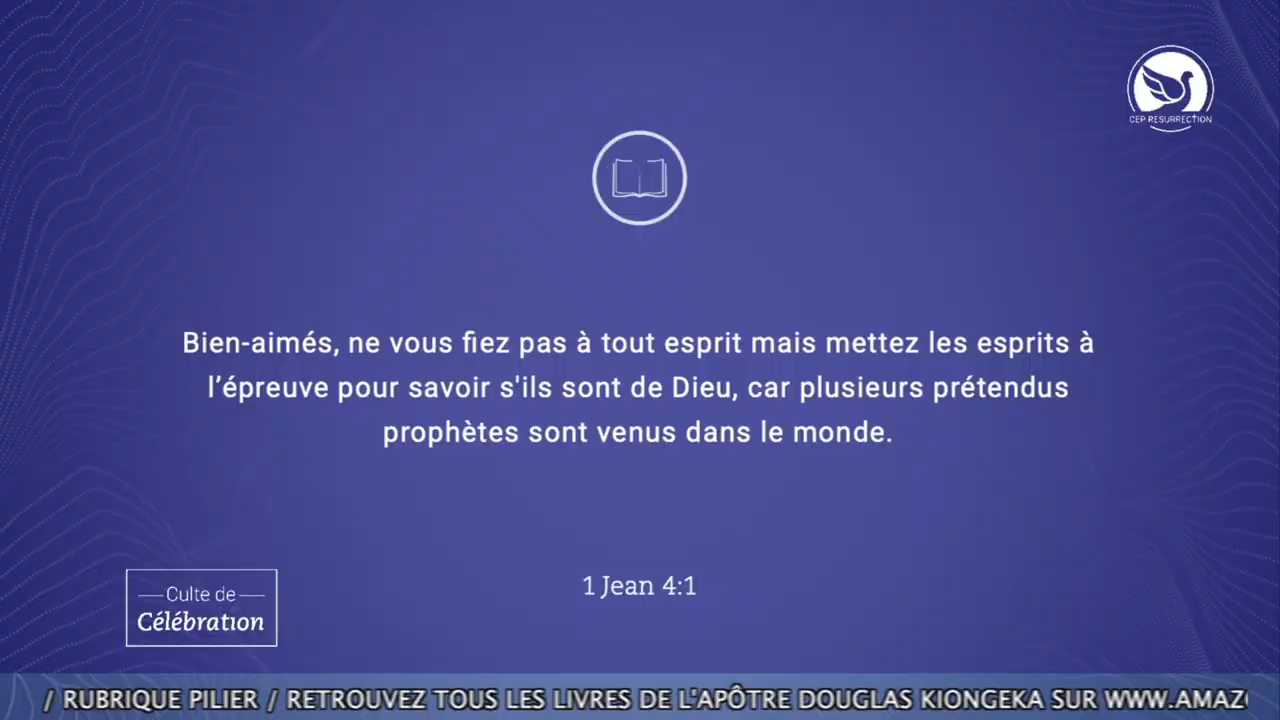 CEP RESURRECTION
Bien-aimés, ne vous fiez pas à tout esprit mais mettez les esprits à
l’épreuve pour savoir s'ils sont de Dieu, car plusieurs prétendus
prophètes sont venus dans le monde.
1 Jean 4:1
Culte de
Célébration
/ RUBRIQUE PILIER / RETROUVEZ TOUS LES LIVRES DE L'APÔTRE DOUGLAS KIONGEKA SUR WWW.AMAZ